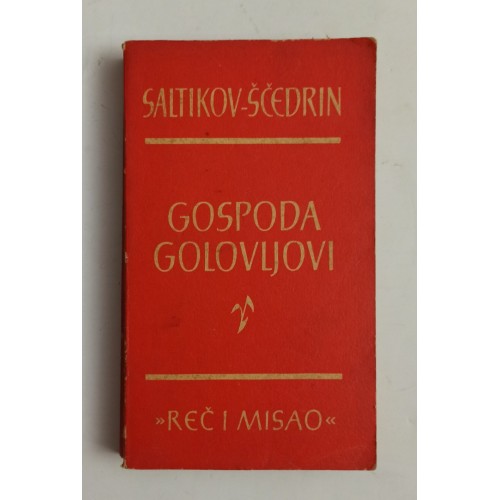 SALTIKOV-ŠČEDRIN
GOSPODA
GOLOVLJOVI
»REČ I MISAO«